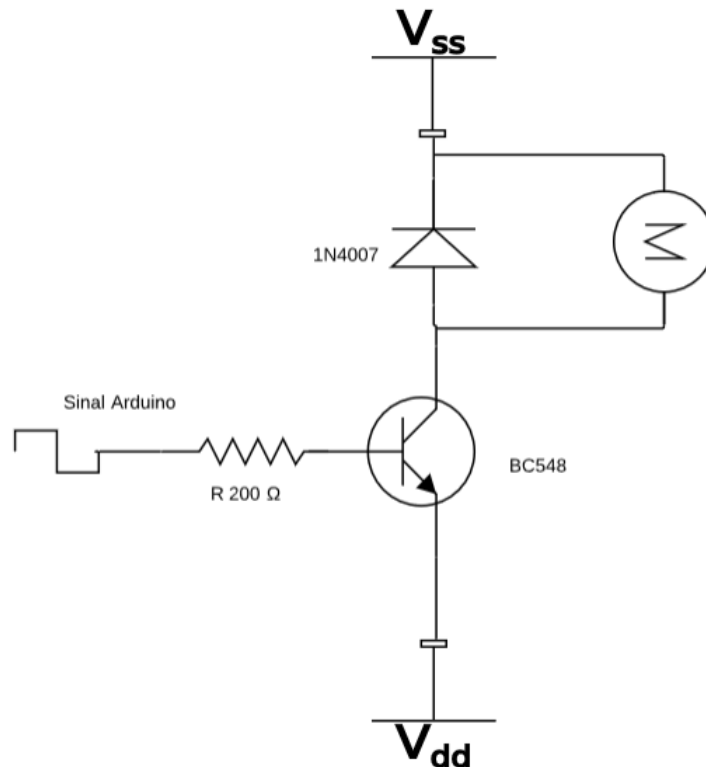 Vss
1N4007
M
Sinal Arduino
R 200 Ω
BC548
Vdd